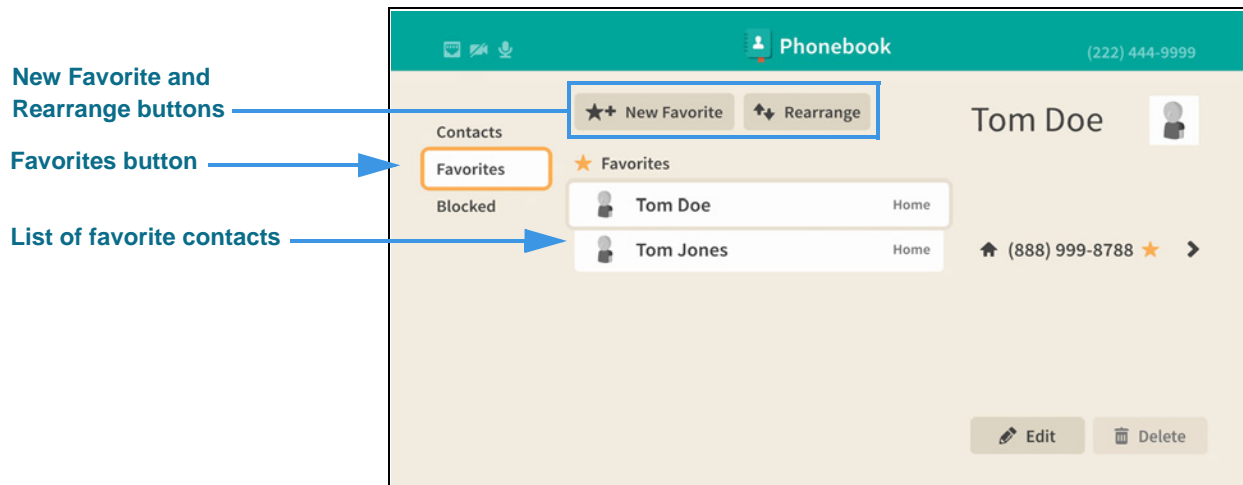 Phonebook
(222) 444-9999
New Favorite and
Rearrange buttons
New Favorite
Rearrange
Tom Doe
Contacts
Favorites button
Favorites
Favorites
Blocked
Tom Doe
Home
List of favorite contacts
Tom Jones
Home
(888) 999-8788
Edit
Delete